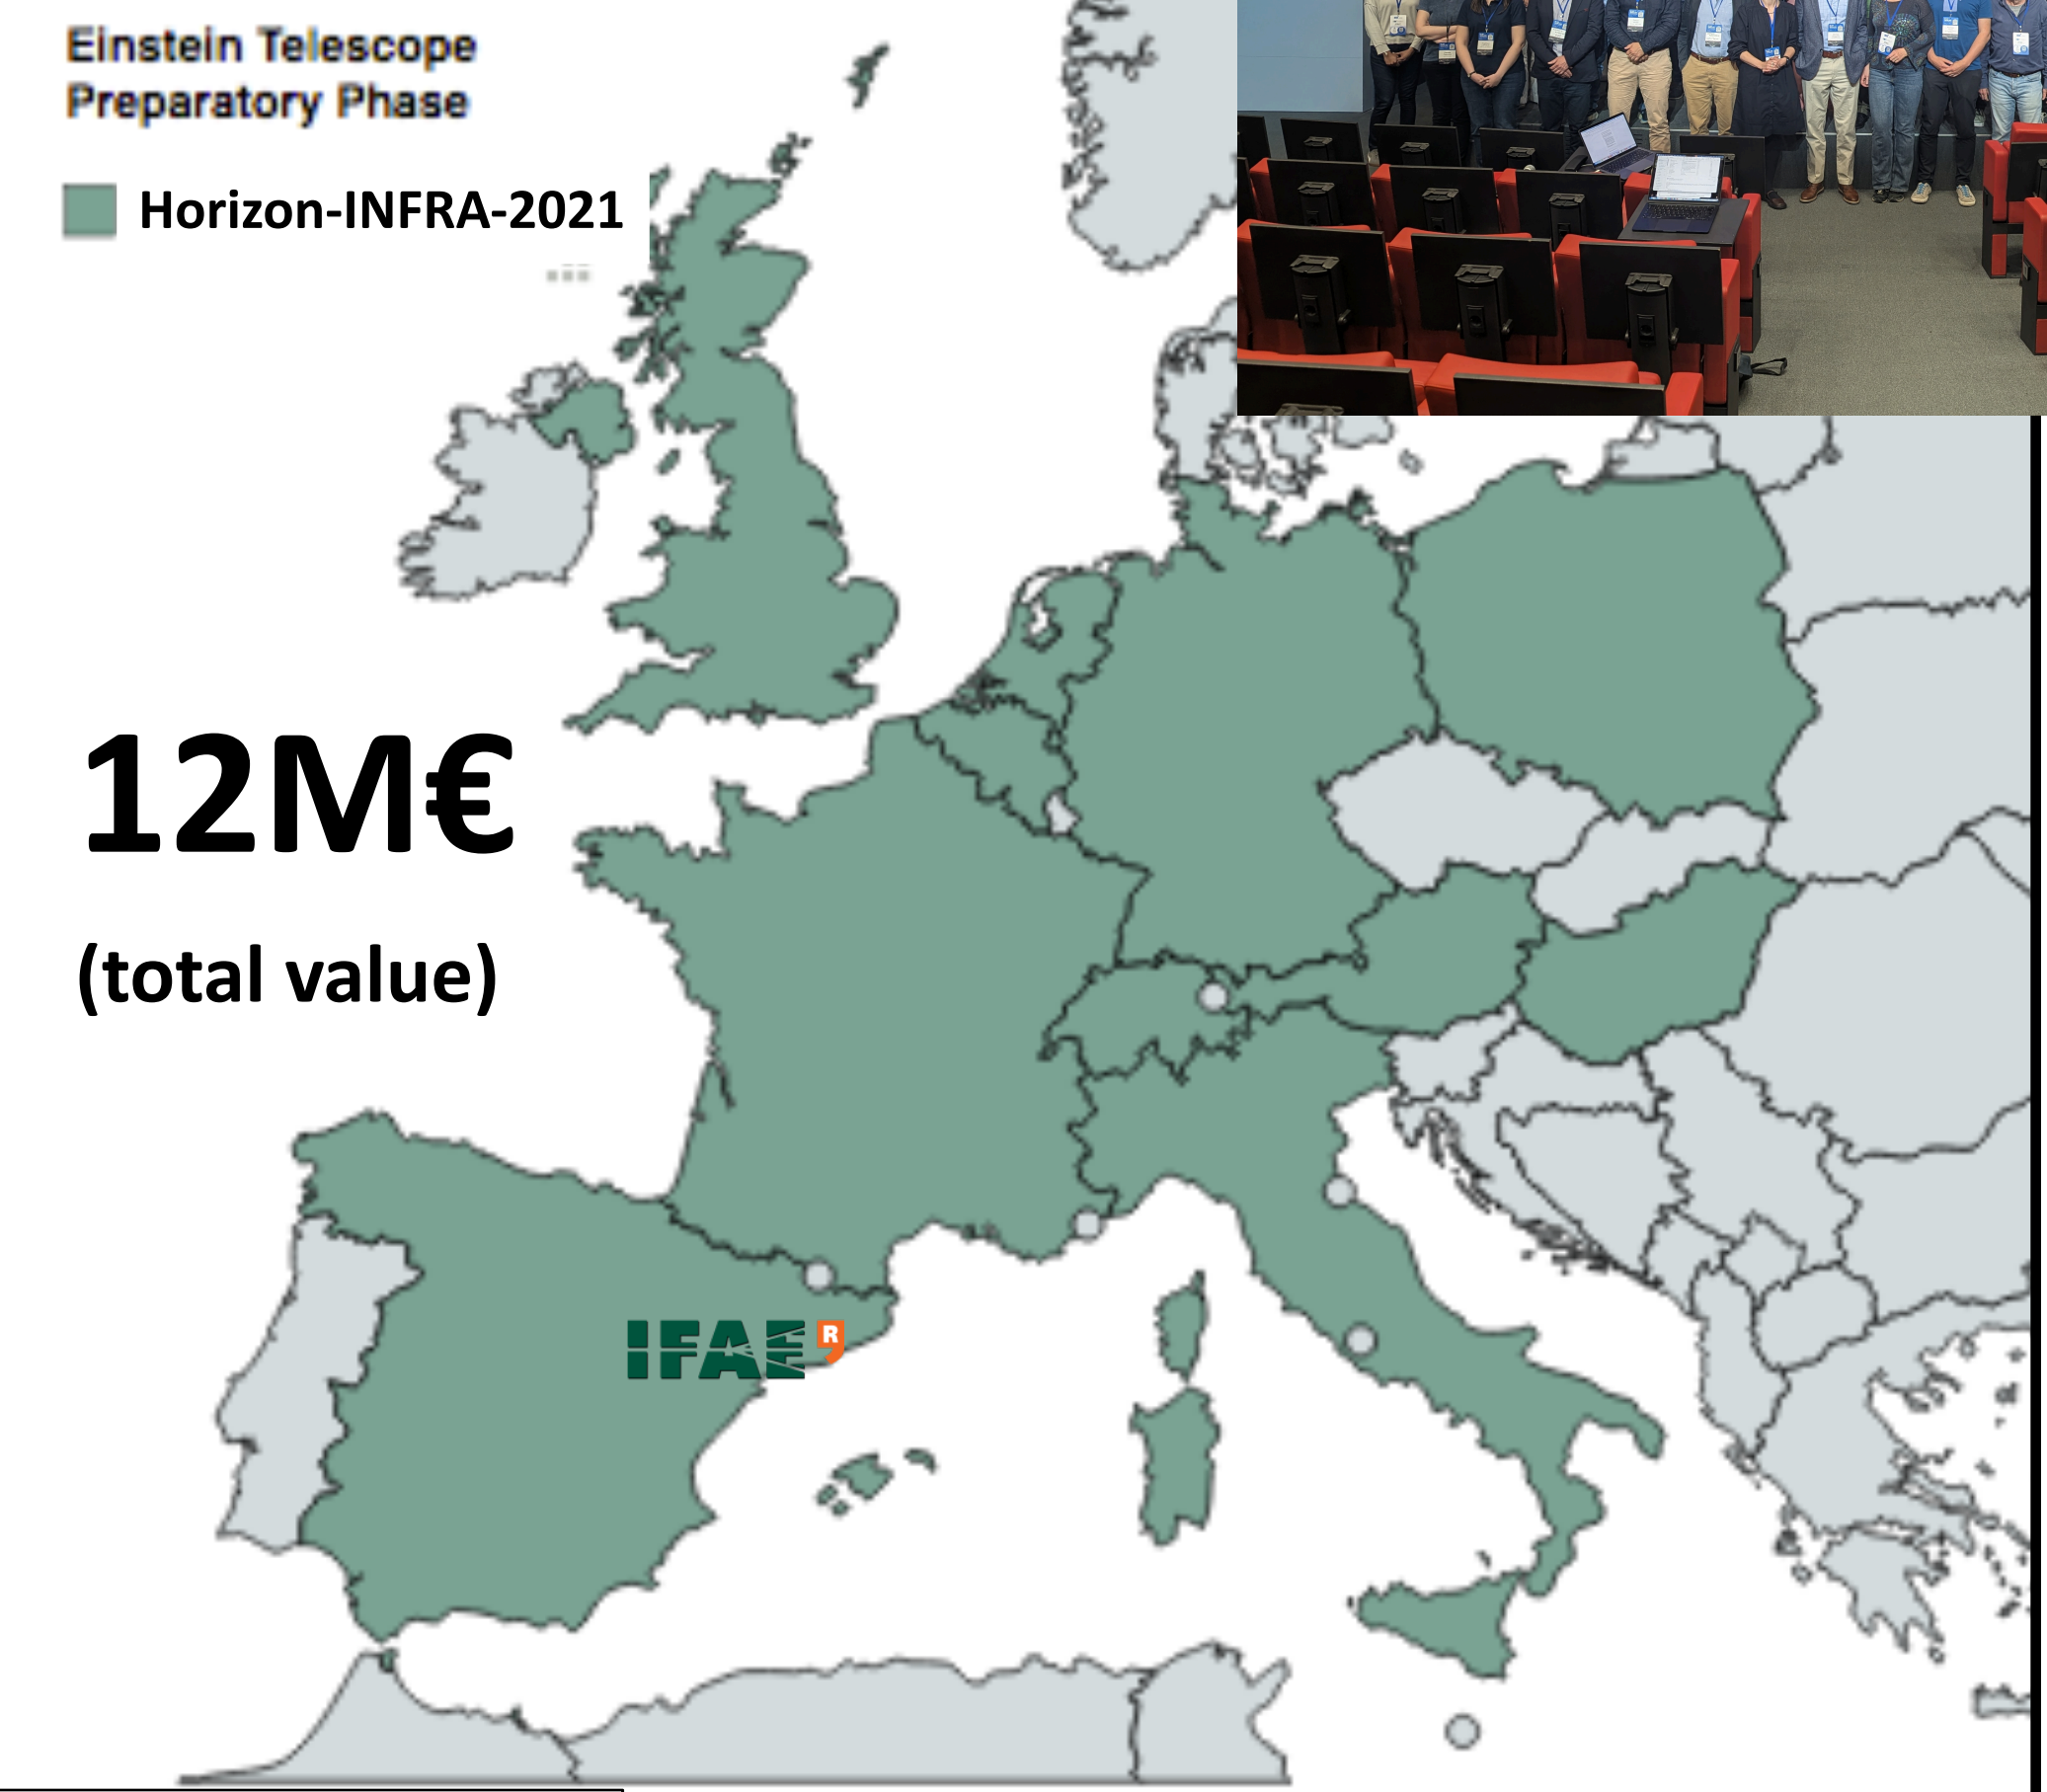 Einstein Telescope
Preparatory Phase
Horizon-INFRA-2021
...
12M€
(total value)
IFAE R